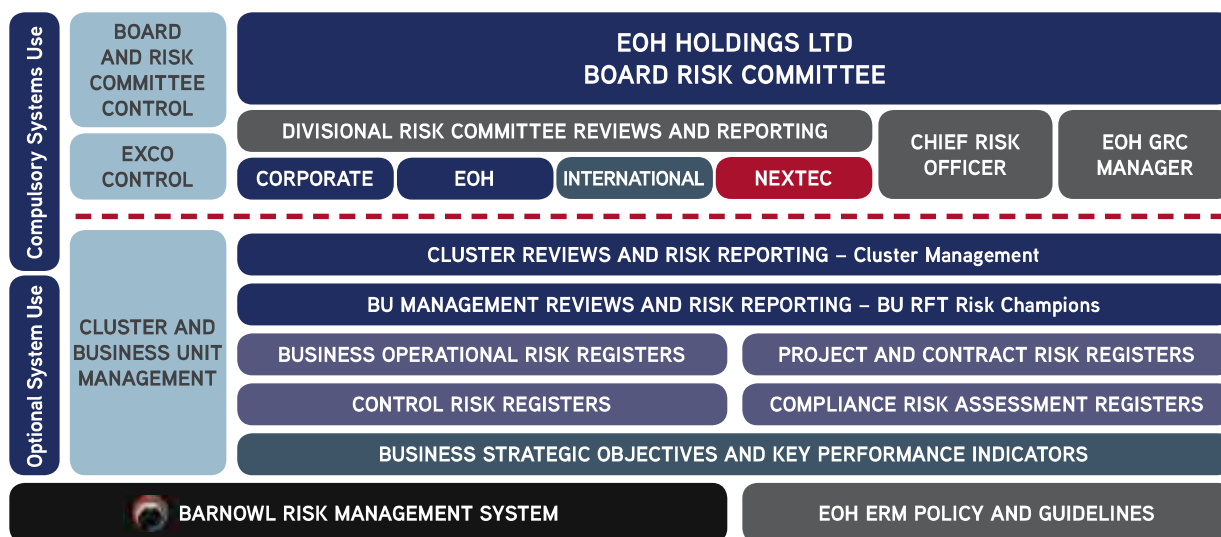 Compulsory Systems Use
BOARD
AND RISK
COMMITTEE
CONTROL
EOH HOLDINGS LTD
BOARD RISK COMMITTEE
EXCO
CONTROL
DIVISIONAL RISK COMMITTEE REVIEWS AND REPORTING
CORPORATE
EOH
INTERNATIONAL
NEXTEC
CHIEF RISK
OFFICER
EOH GRC
MANAGER
Optional System Use
CLUSTER AND
BUSINESS UNIT
MANAGEMENT
CLUSTER REVIEWS AND RISK REPORTING – Cluster Management
BU MANAGEMENT REVIEWS AND RISK REPORTING – BU RFT Risk Champions
BUSINESS OPERATIONAL RISK REGISTERS
PROJECT AND CONTRACT RISK REGISTERS
CONTROL RISK REGISTERS
COMPLIANCE RISK ASSESSMENT REGISTERS
BUSINESS STRATEGIC OBJECTIVES AND KEY PERFORMANCE INDICATORS
BARNOWL RISK MANAGEMENT SYSTEM
EOH ERM POLICY AND GUIDELINES